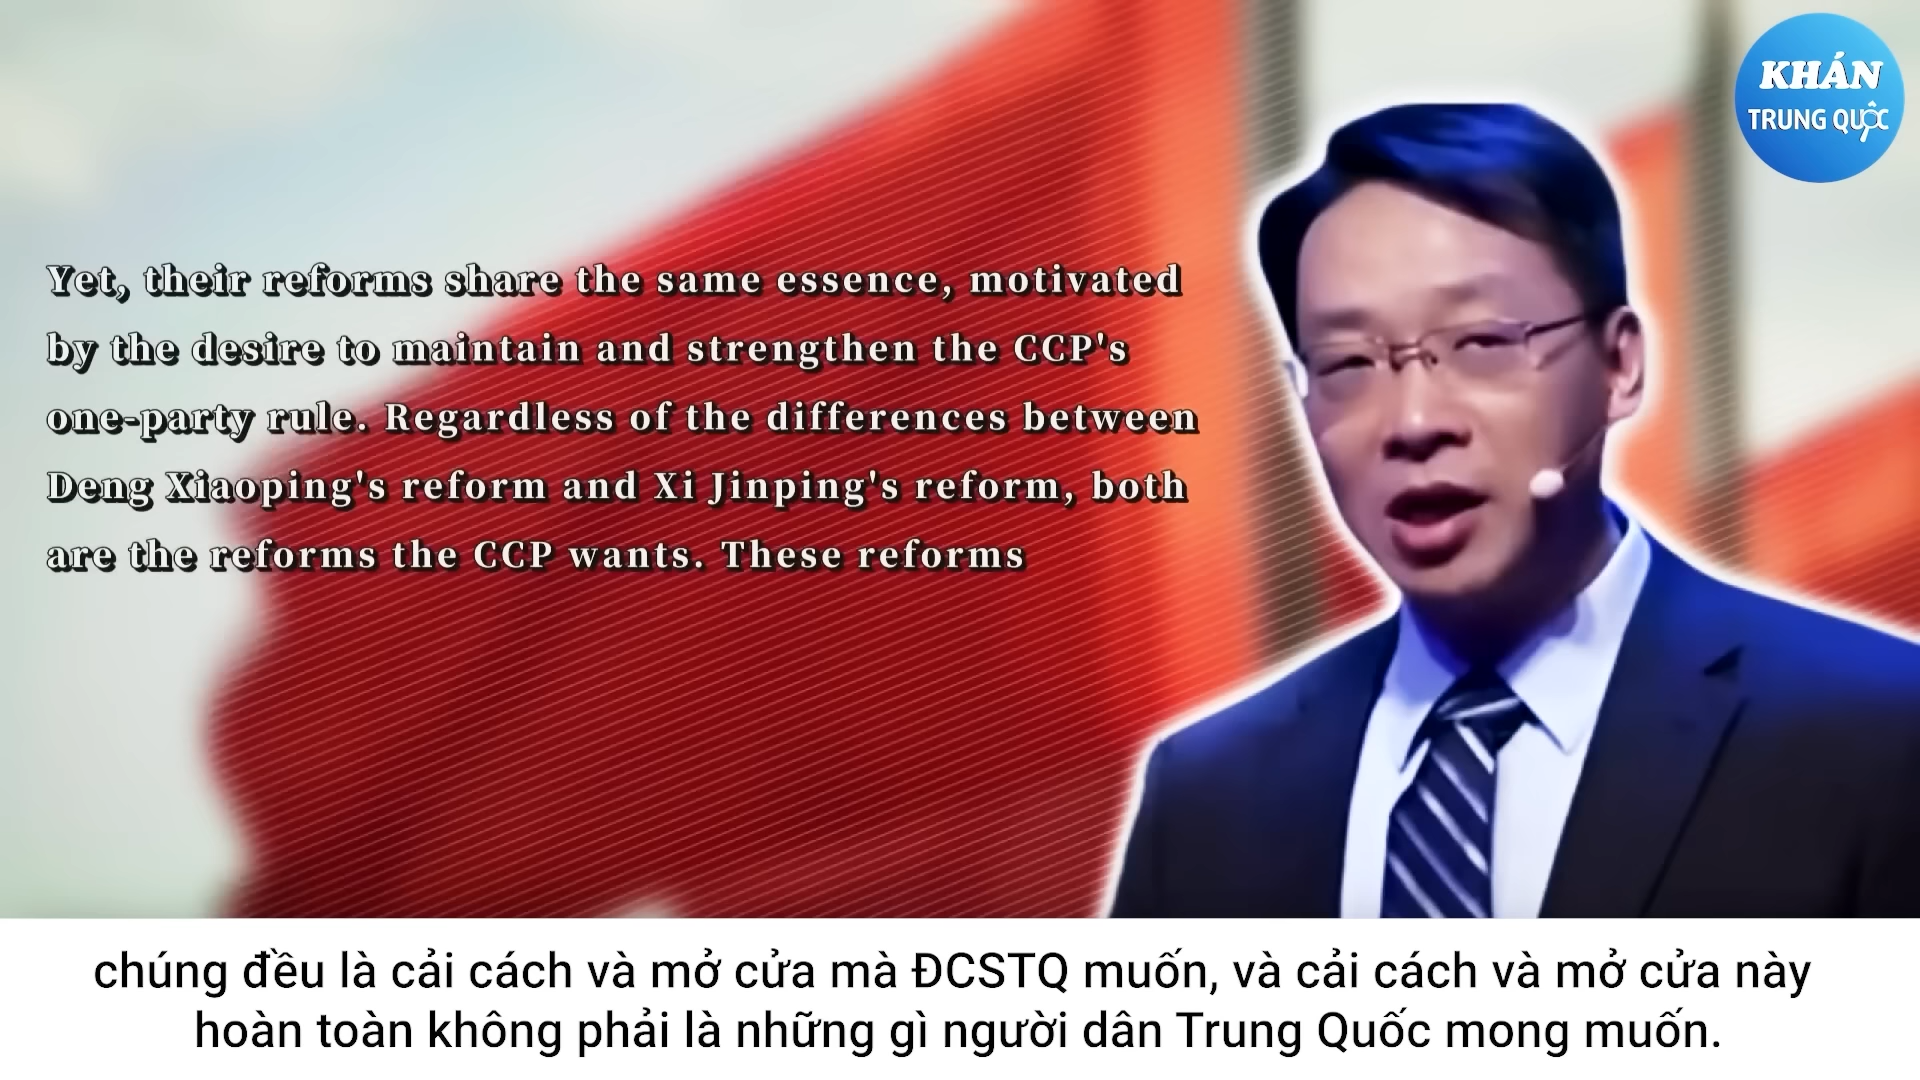 KHÁN
TRUNG QUỐC
Yet, their reforms share the same essence, motivated
by the desire to maintain and strengthen the CCP's
one-party rule. Regardless of the differences between
Deng Xiaoping's reform and Xi Jinping's reform, both
are the reforms the CCP wants. These reforms
chúng đều là cải cách và mở cửa mà ĐCSTQ muốn, và cải cách và mở cửa này
hoàn toàn không phải là những gì người dân Trung Quốc mong muốn.